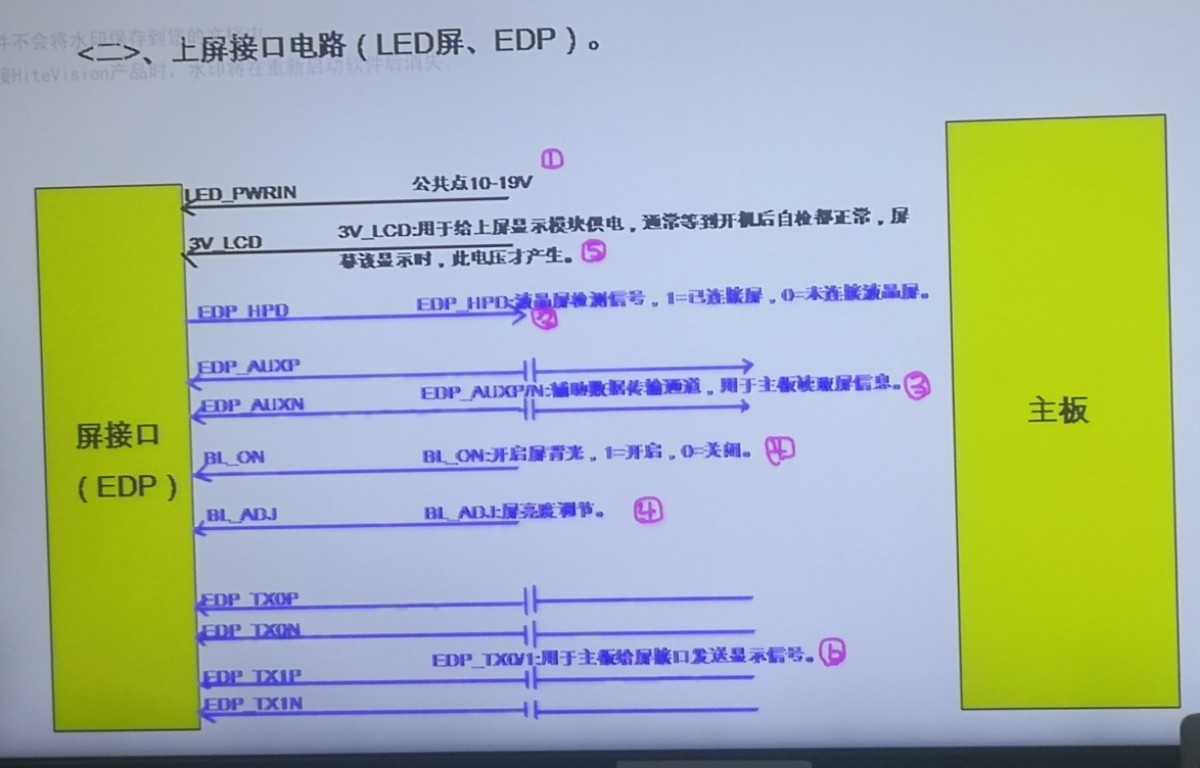 件不会将水印保存到您的文档中
接HiteVision产品时，水印将在重新启动软件后消失.
<二>、上屏接口电路（LED屏、EDP）。
①
LED_PWRIN 公共点10-19V
3V_LCD 3V_LCD:用于给上屏显示模块供电，通常等到开机后自检都正常，屏
幕该显示时，此电压才产生。⑤
EDP_HPD EDP_HPD:液晶屏检测信号，1=已连接屏，0=未连接液晶屏。
②
EDP_AUXP
EDP_AUXP/N:辅助数据传输通道，用于主板读取屏信息。③
EDP_AUXN
BL_ON BL_ON:开启屏背光，1=开启，0=关闭。④
BL_ADJ BL_ADJ:屏亮度调节。④
EDP_TX0P
EDP_TX0N
EDP_TX0/1:用于主板给屏接口发送显示信号。6
EDP_TX1P
EDP_TX1N
屏接口
（EDP）
主板